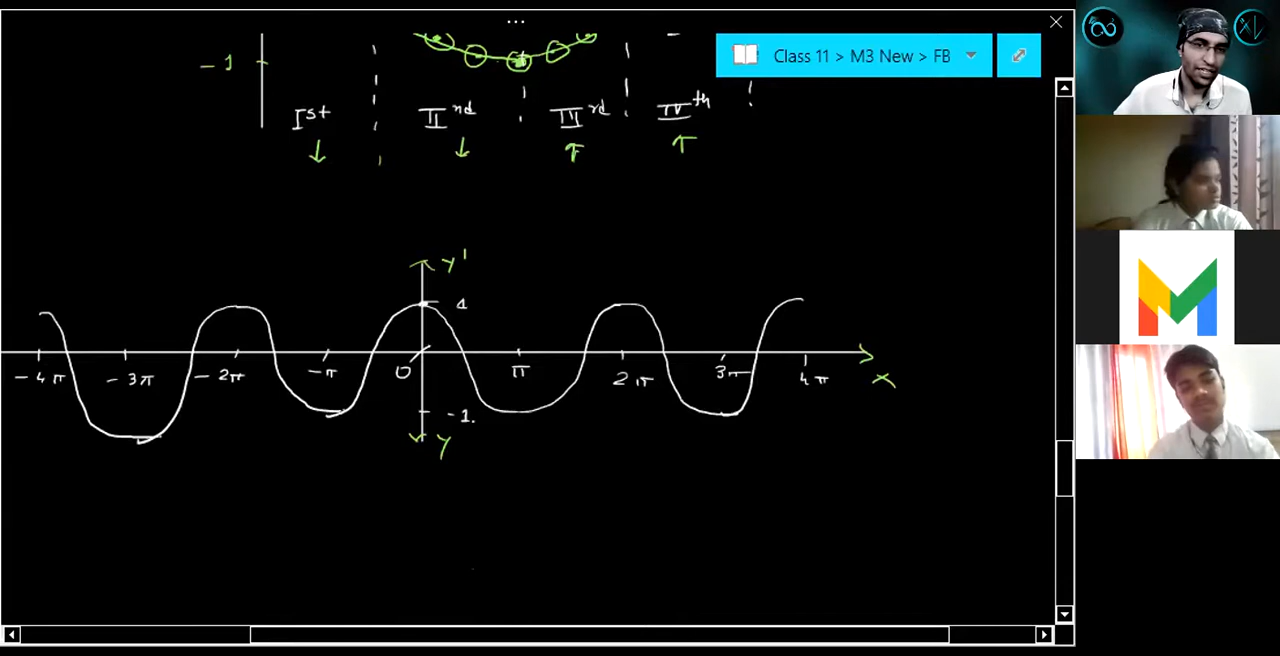 ...
Class 11 > M3 New > FB
-1
Ist IInd IIIrd IVth
↓ ↓ ↑ ↑
y'
1
-4π -3π -2π -π 0 π 2π 3π 4π
x
-1.
y